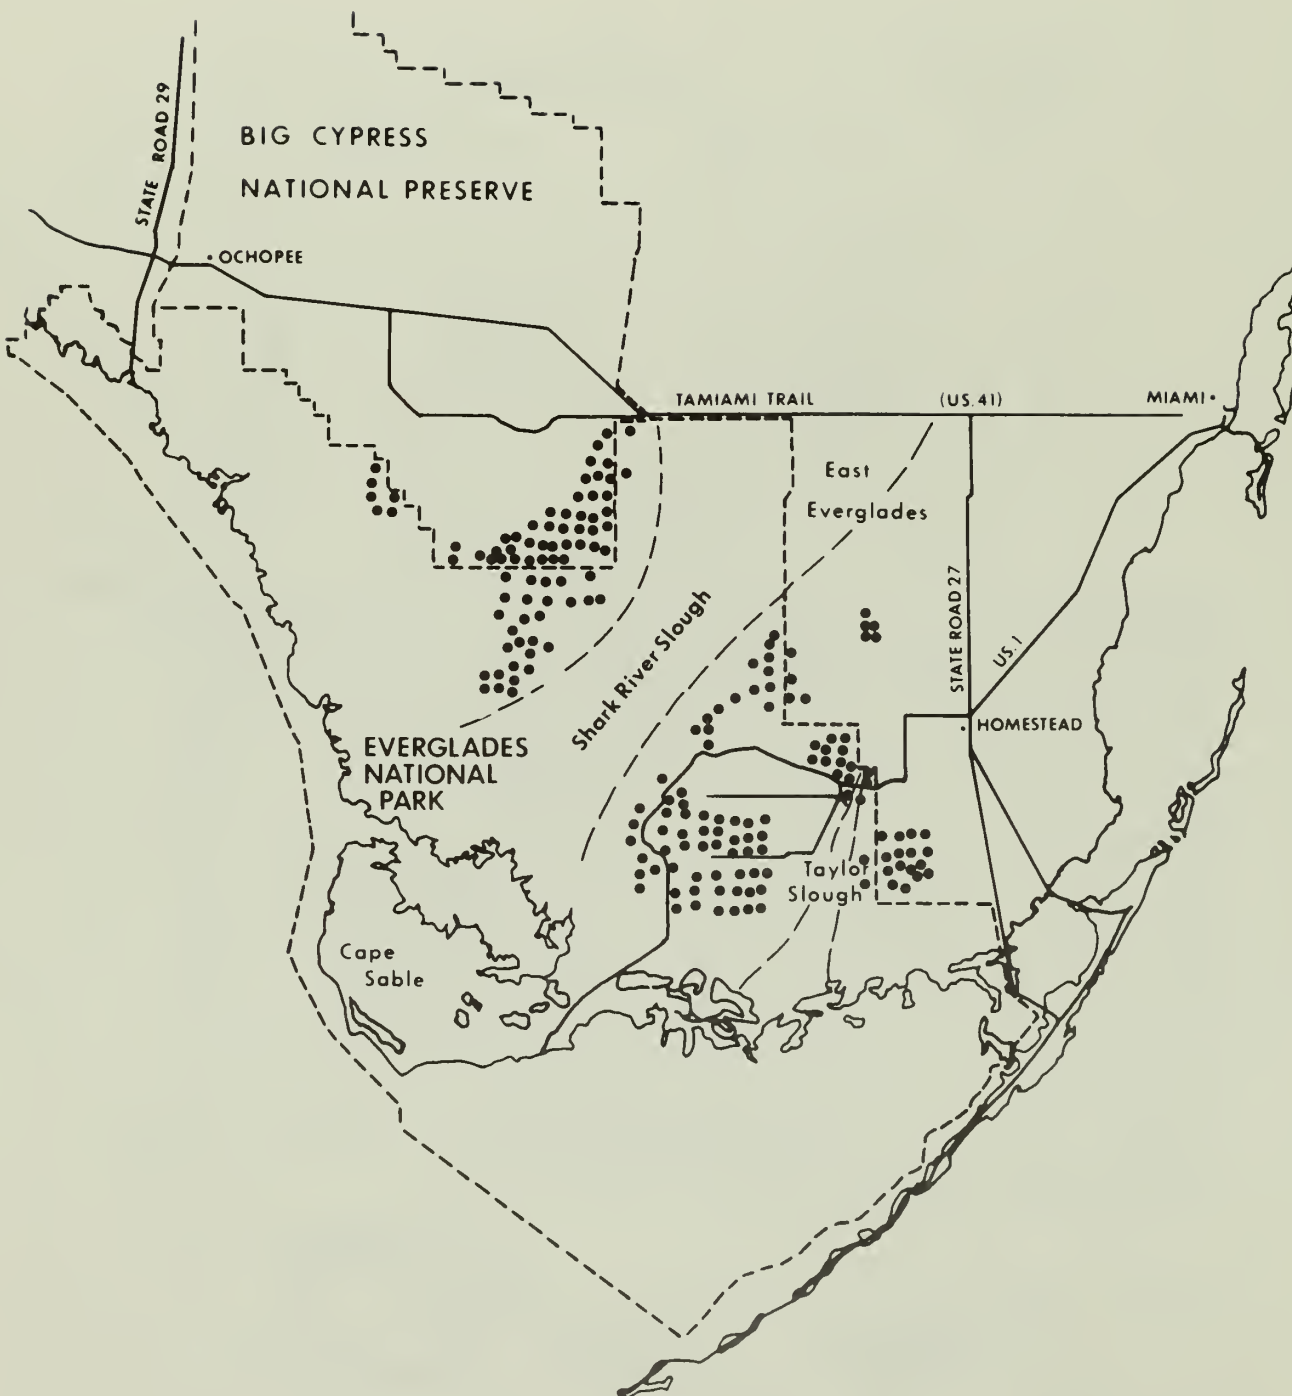 STATE ROAD 29
BIG CYPRESS
NATIONAL PRESERVE
OCHOPEE
TAMIAMI TRAIL
(US.41)
MIAMI
East
Everglades
Shark River Slough
STATE ROAD 27
US.1
HOMESTEAD
EVERGLADES
NATIONAL
PARK
Taylor
Slough
Cape
Sable